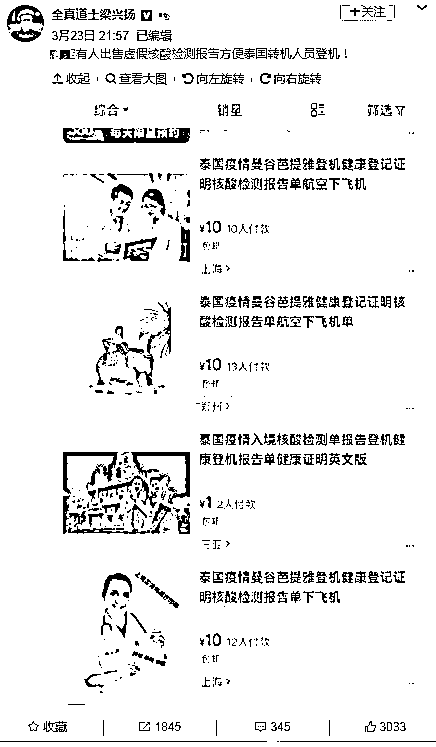 全真道士梁兴扬
+关注
3月23日 21:57 已编辑
有人出售虚假核酸检测报告方便泰国转机人员登机！
收起 查看大图 向左旋转 向右旋转
综合 销量 筛选
泰国疫情曼谷芭提雅登机健康登记证
明核酸检测报告单航空下飞机
¥10 10人付款
包邮
上海 >
泰国疫情曼谷芭提雅健康登记证明核
酸检测报告单航空下飞机单
¥10 13人付款
包邮
郑州 >
泰国疫情入境核酸检测单报告登机健
康登机报告单健康证明英文版
¥1 2人付款
包邮
泰国疫情曼谷芭提雅登机健康登记证
明核酸检测报告单下飞机
¥10 12人付款
包邮
上海 >
收藏 1845 345 3033